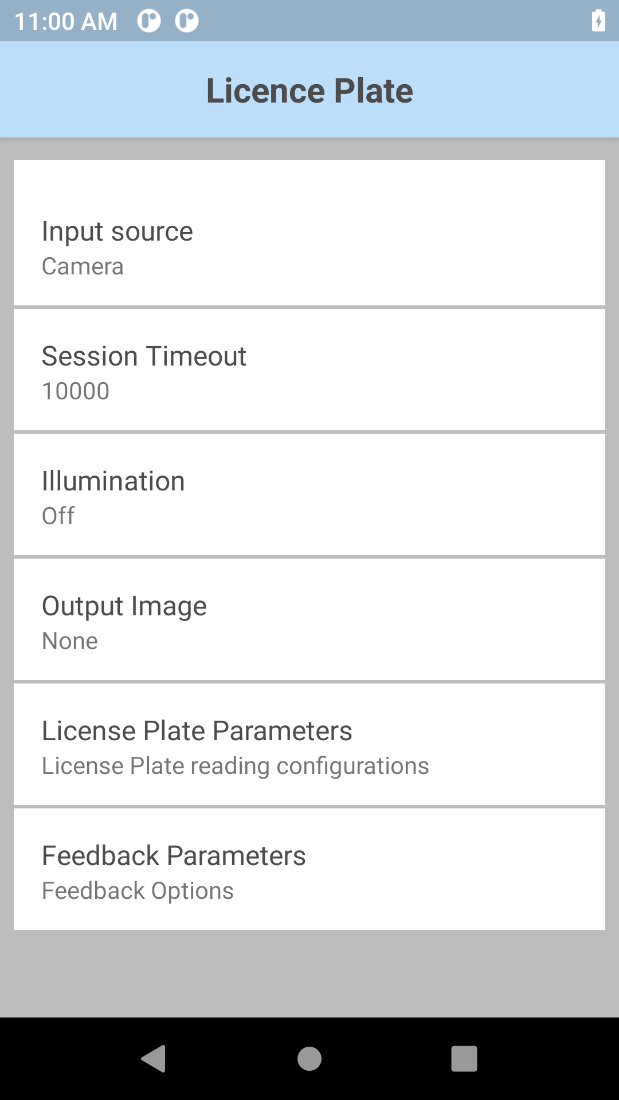 11:00 AM
Licence Plate
Input source
Camera
Session Timeout
10000
Illumination
Off
Output Image
None
License Plate Parameters
License Plate reading configurations
Feedback Parameters
Feedback Options